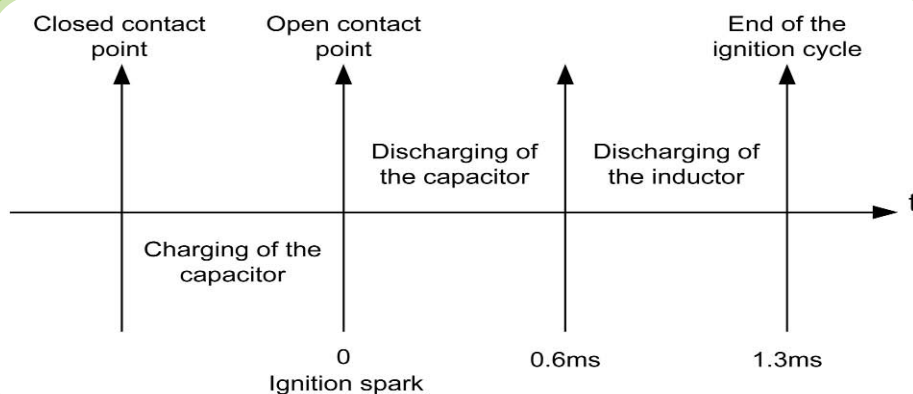 Closed contact
point
Open contact
point
End of the
ignition cycle
Discharging of
the capacitor
Discharging of
the inductor
t
Charging of the
capacitor
0
Ignition spark
0.6ms
1.3ms